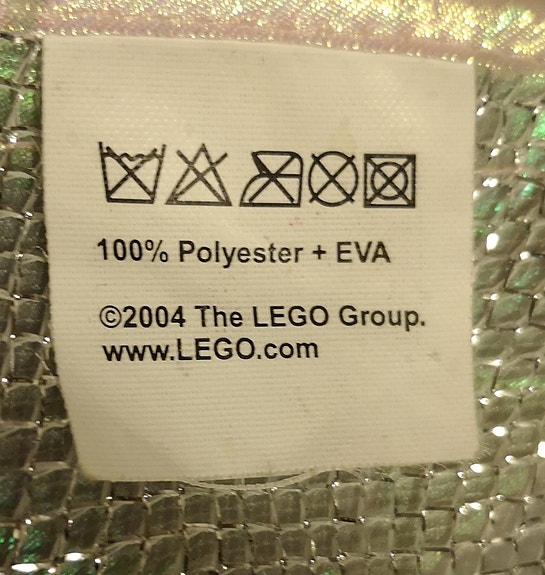 100% Polyester + EVA
©2004 The LEGO Group.
www.LEGO.com